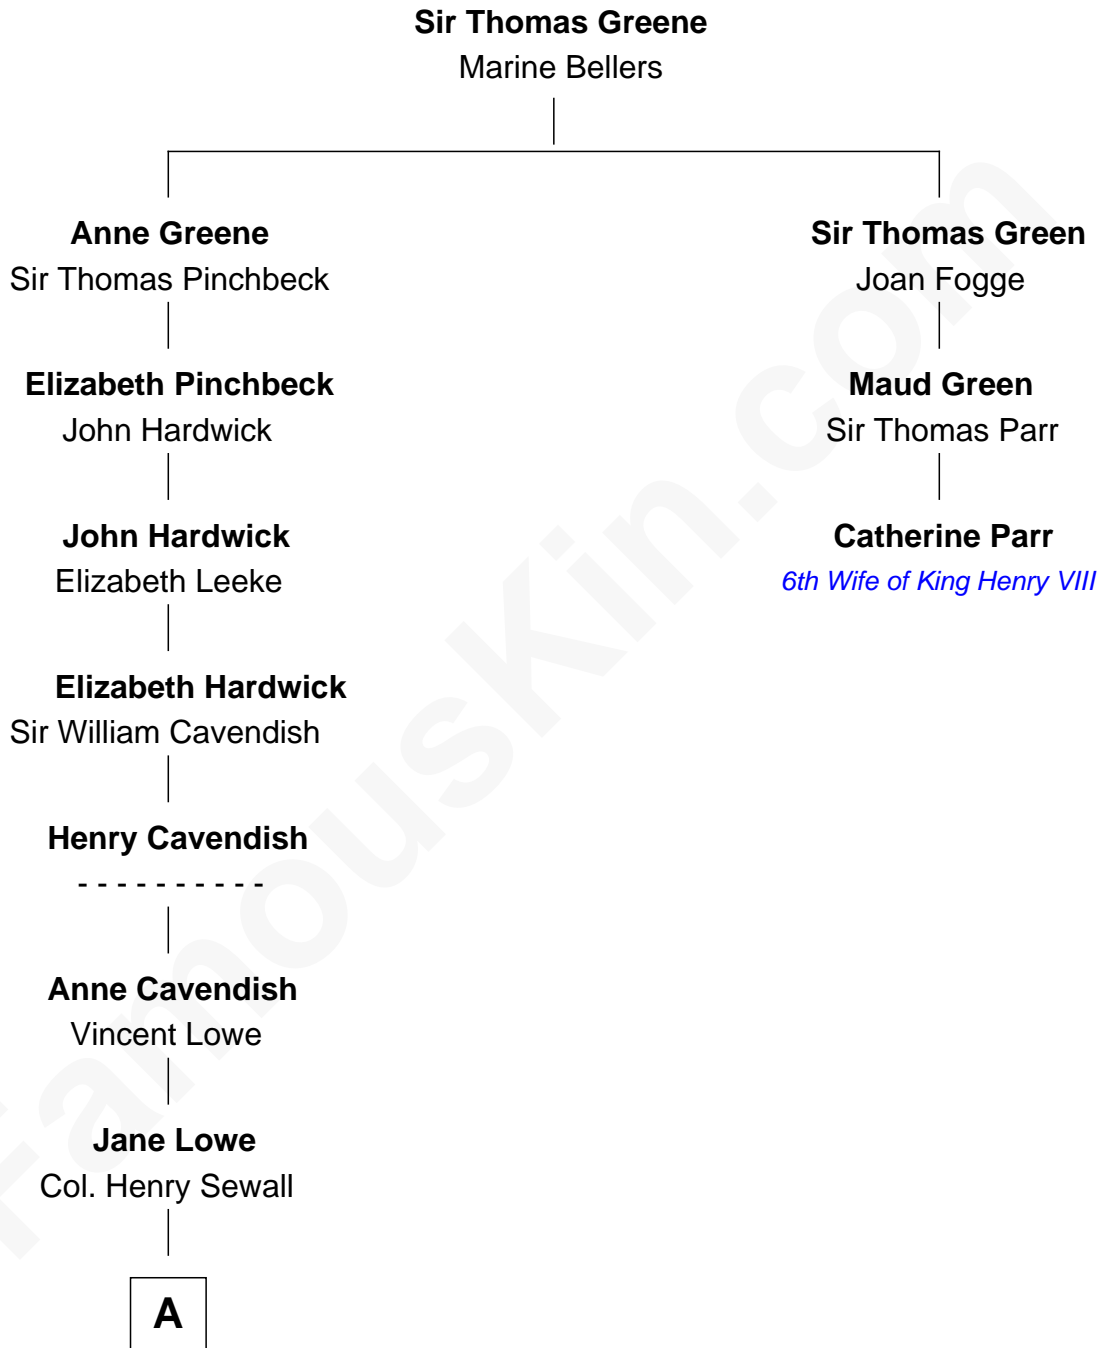 Sir Thomas Greene
Marine Bellers
Anne Greene
Sir Thomas Pinchbeck
Sir Thomas Green
Joan Fogge
Elizabeth Pinchbeck
John Hardwick
Maud Green
Sir Thomas Parr
John Hardwick
Elizabeth Leeke
Catherine Parr
6th Wife of King Henry VIII
Elizabeth Hardwick
Sir William Cavendish
Henry Cavendish
- - - - - - - - - -
Anne Cavendish
Vincent Lowe
Jane Lowe
Col. Henry Sewall
A
FamousKin.com